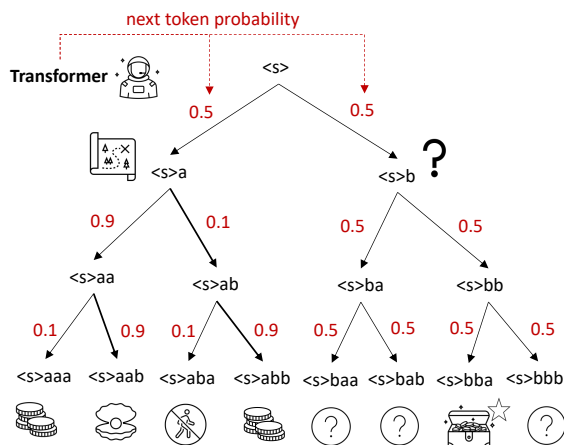 next token probability
Transformer
<s>
0.5 0.5
<s>a ? <s>b
0.9 0.1 0.5 0.5
<s>aa <s>ab <s>ba <s>bb
0.1 0.9 0.1 0.9 0.5 0.5 0.5 0.5
<s>aaa <s>aab <s>aba <s>abb <s>baa <s>bab <s>bba <s>bbb
? ? ?